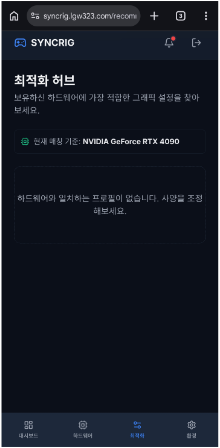 syncrig.lgw323.com/recomm
3
SYNCRIG
최적화 허브
보유하신 하드웨어에 가장 적합한 그래픽 설정을 찾아
보세요.
현재 매칭 기준: NVIDIA GeForce RTX 4090
하드웨어와 일치하는 프로필이 없습니다. 사양을 조정
해보세요.
대시보드
하드웨어
최적화
환경